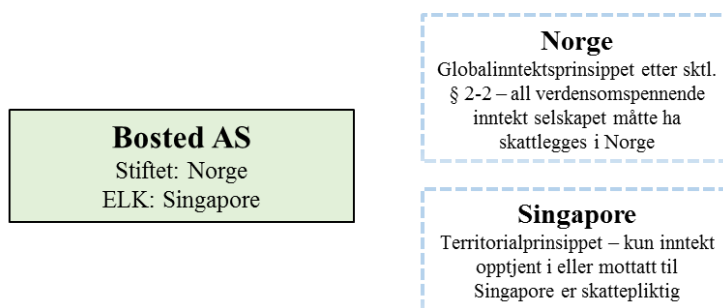 Bosted AS
Stiftet: Norge
ELK: Singapore
Norge
Globalinntektsprinsippet etter sktl.
§ 2-2 – all verdensomspennende
inntekt selskapet måtte ha
skattlegges i Norge
Singapore
Territorialprinsippet – kun inntekt
opptjent i eller mottatt til
Singapore er skattepliktig